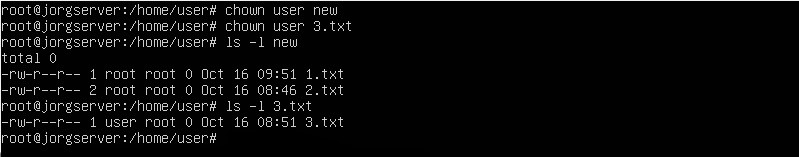 root@jorgserver:/home/user# chown user new
root@jorgserver:/home/user# chown user 3.txt
root@jorgserver:/home/user# ls -l new
total 0
-rw-r--r-- 1 root root 0 Oct 16 09:51 1.txt
-rw-r--r-- 2 root root 0 Oct 16 08:46 2.txt
root@jorgserver:/home/user# ls -l 3.txt
-rw-r--r-- 1 user root 0 Oct 16 08:51 3.txt
root@jorgserver:/home/user#